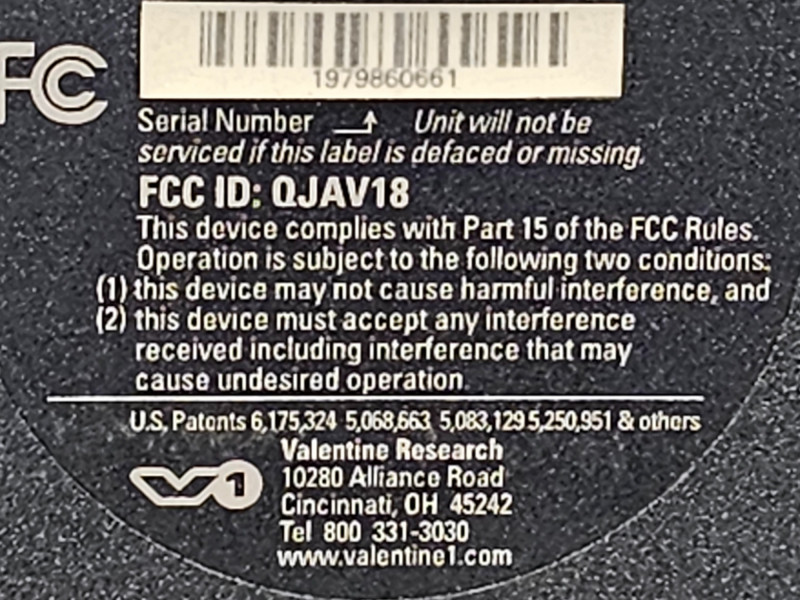 FC
1979860661
Serial Number Unit will not be
serviced if this label is defaced or missing.
FCC ID: QJAV18
This device complies with Part 15 of the FCC Rules.
Operation is subject to the following two conditions:
(1) this device may not cause harmful interference, and
(2) this device must accept any interference
received including interference that may
cause undesired operation.
U.S. Patents 6,175,324 5,068,663 5,083,129 5,250,951 & others
Valentine Research
V1
10280 Alliance Road
Cincinnati, OH 45242
Tel 800 331-3030
www.valentine1.com